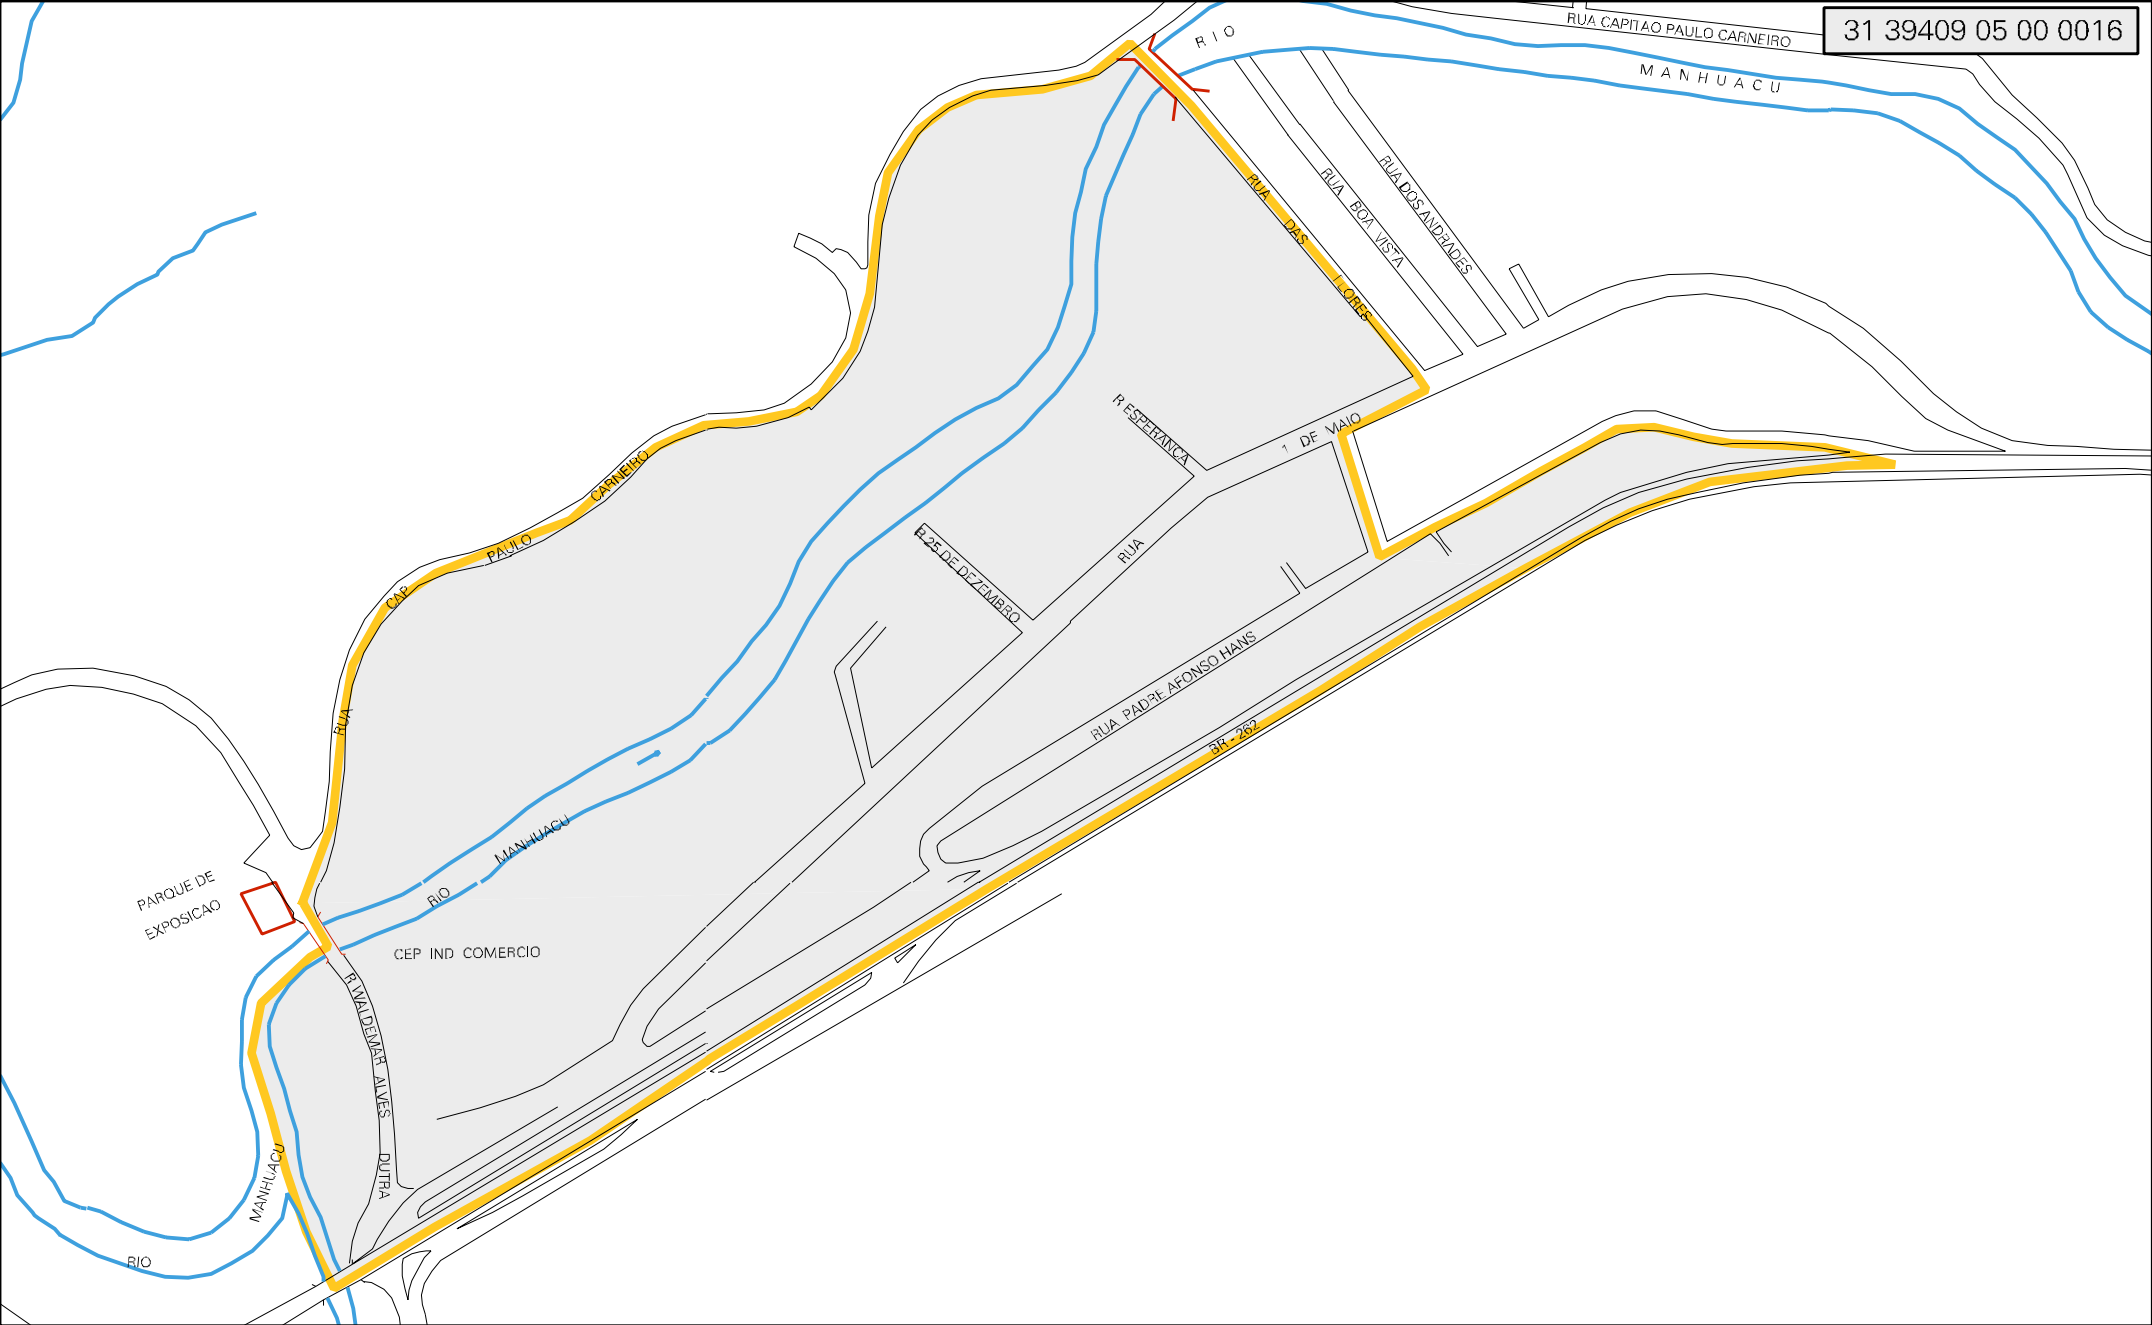 31 39409 05 00 0016
RUA CAPITAO PAULO CARNEIRO
RIO
MANHUACU
RUA DAS FLORES
RUA BOA VISTA
RUA DOS ANDRADES
R ESPERANCA
1 DE MAIO
RUA
R 25 DE DEZEMBRO
RUA CAP PAULO CARNEIRO
RUA PADRE AFONSO HANS
BR - 262
MANHUACU
RIO
PARQUE DE
EXPOSICAO
CEP IND COMERCIO
R WALDEMAR ALVES DUTRA
MANHUACU
RIO